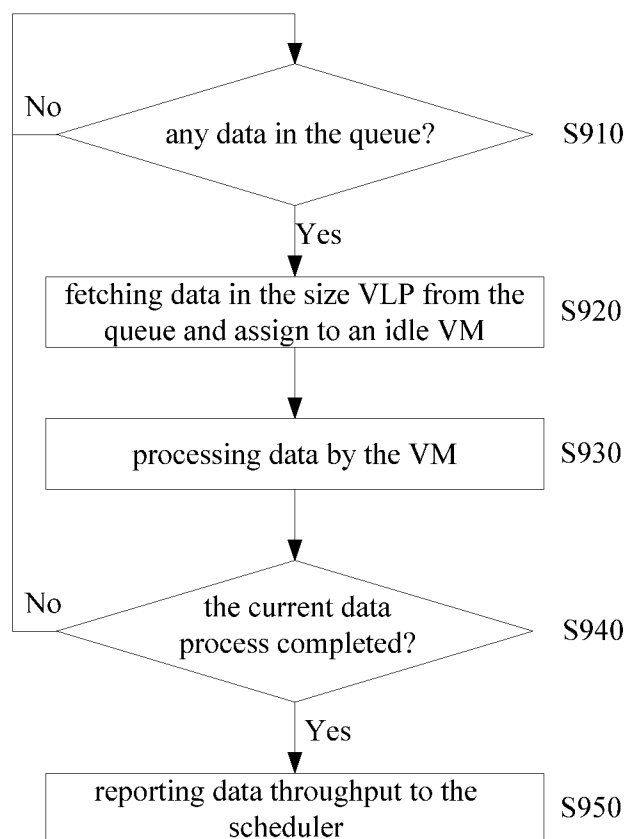 No
any data in the queue?
S910
Yes
fetching data in the size VLP from the
queue and assign to an idle VM
S920
processing data by the VM
S930
No
the current data
process completed?
S940
Yes
reporting data throughput to the
scheduler
S950